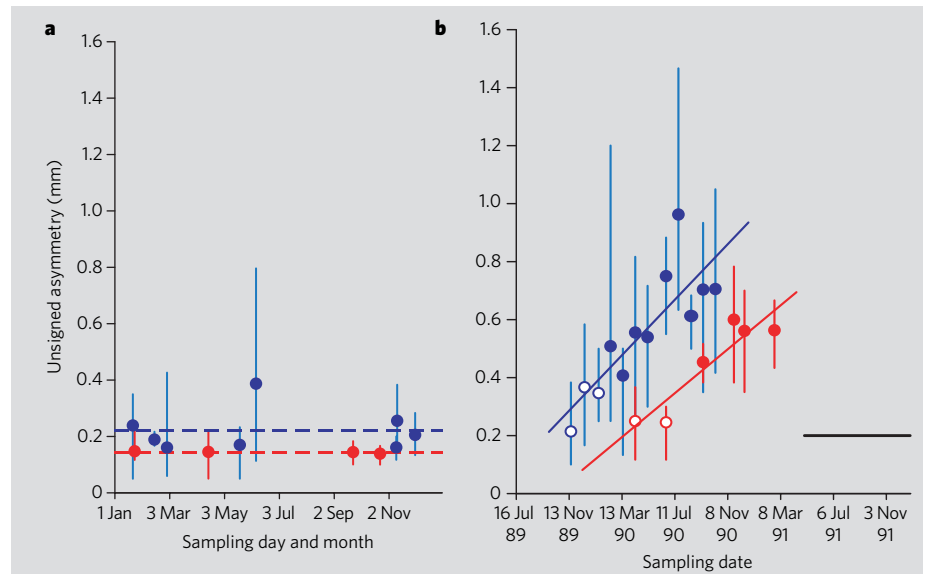 a
1.6
1.4
1.2
1.0
0.8
0.6
0.4
0.2
0
Unsigned asymmetry (mm)
1 Jan 3 Mar 3 May 3 Jul 2 Sep 2 Nov
Sampling day and month
b
1.6
1.4
1.2
1.0
0.8
0.6
0.4
0.2
0
16 Jul 13 Nov 13 Mar 11 Jul 8 Nov 8 Mar 6 Jul 3 Nov
89 89 90 90 90 91 91 91
Sampling date